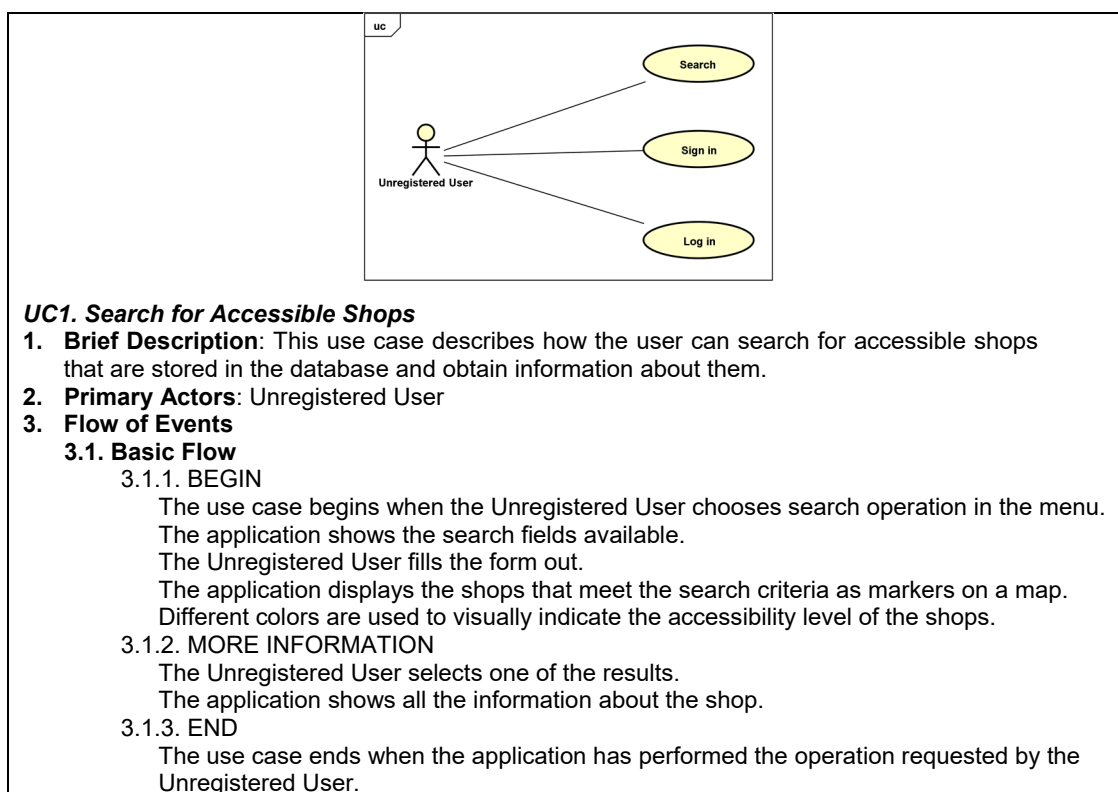 uc
Search
Sign in
Unregistered User
Log in
UC1. Search for Accessible Shops
1. Brief Description: This use case describes how the user can search for accessible shops
that are stored in the database and obtain information about them.
2. Primary Actors: Unregistered User
3. Flow of Events
3.1. Basic Flow
3.1.1. BEGIN
The use case begins when the Unregistered User chooses search operation in the menu.
The application shows the search fields available.
The Unregistered User fills the form out.
The application displays the shops that meet the search criteria as markers on a map.
Different colors are used to visually indicate the accessibility level of the shops.
3.1.2. MORE INFORMATION
The Unregistered User selects one of the results.
The application shows all the information about the shop.
3.1.3. END
The use case ends when the application has performed the operation requested by the
Unregistered User.